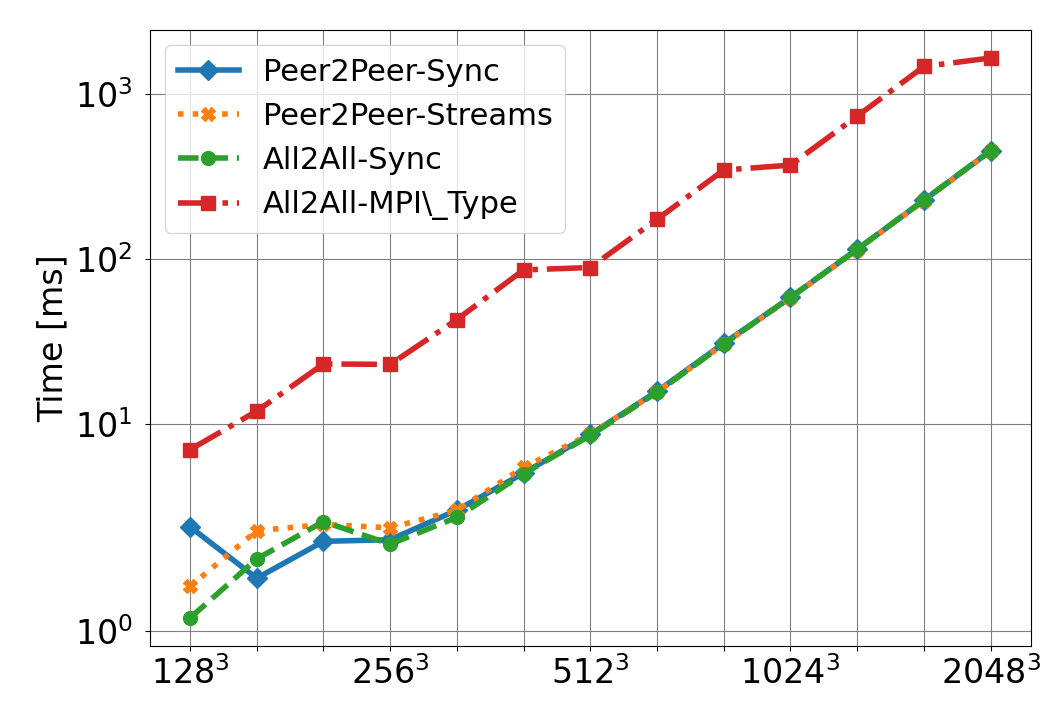 Peer2Peer-Sync
Peer2Peer-Streams
All2All-Sync
All2All-MPI\_Type
Time [ms]
10³
10²
10¹
10⁰
128³ 256³ 512³ 1024³ 2048³